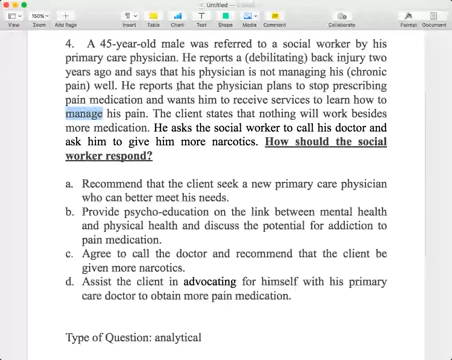 Untitled
150%
View
Zoom
Add Page
Insert
Table
Chart
Text
Shape
Media
Comment
Collaborate
Format
Document
4. A 45-year-old male was referred to a social worker by his
primary care physician. He reports a (debilitating) back injury two
years ago and says that his physician is not managing his (chronic
pain) well. He reports that the physician plans to stop prescribing
pain medication and wants him to receive services to learn how to
manage his pain. The client states that nothing will work besides
more medication. He asks the social worker to call his doctor and
ask him to give him more narcotics. How should the social
worker respond?
a. Recommend that the client seek a new primary care physician
who can better meet his needs.
b. Provide psycho-education on the link between mental health
and physical health and discuss the potential for addiction to
pain medication.
c. Agree to call the doctor and recommend that the client be
given more narcotics.
d. Assist the client in advocating for himself with his primary
care doctor to obtain more pain medication.
Type of Question: analytical